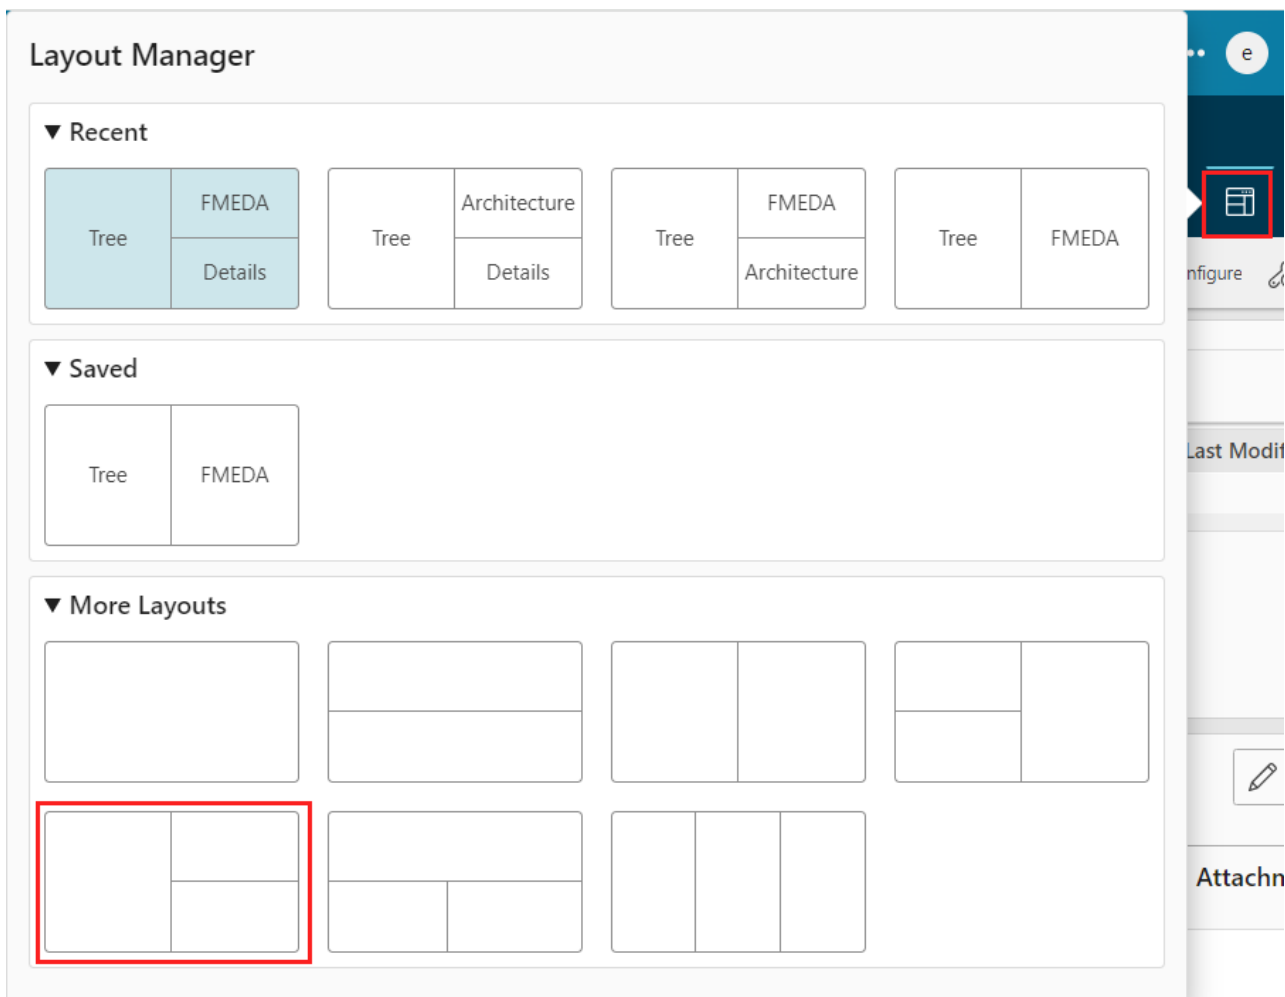 Layout Manager
e
Recent
Tree
FMEDA
Details
Tree
Architecture
Details
Tree
FMEDA
Architecture
Tree
FMEDA
nfigure
Saved
Tree
FMEDA
Last Modif
More Layouts
Attachm